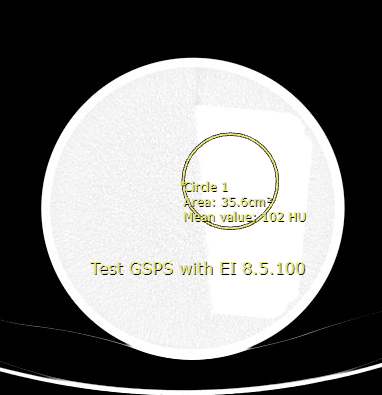 Circle 1
Area: 35.6cm²
Mean value: 102 HU
Test GSPS with EI 8.5.100